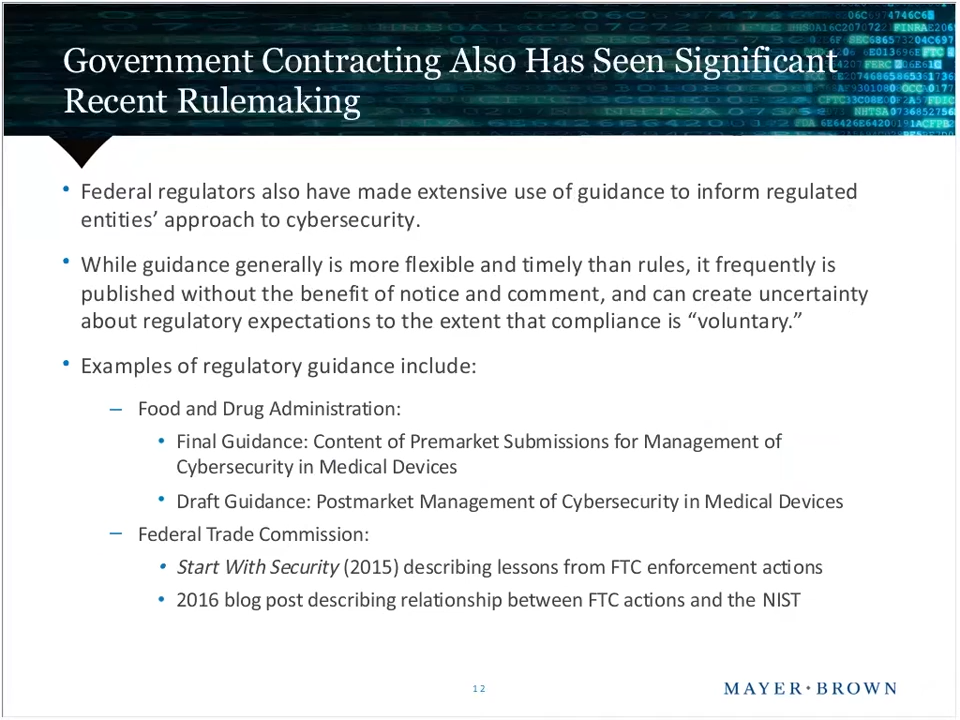 Government Contracting Also Has Seen Significant
Recent Rulemaking
• Federal regulators also have made extensive use of guidance to inform regulated
entities’ approach to cybersecurity.
• While guidance generally is more flexible and timely than rules, it frequently is
published without the benefit of notice and comment, and can create uncertainty
about regulatory expectations to the extent that compliance is “voluntary.”
• Examples of regulatory guidance include:
– Food and Drug Administration:
• Final Guidance: Content of Premarket Submissions for Management of
Cybersecurity in Medical Devices
• Draft Guidance: Postmarket Management of Cybersecurity in Medical Devices
– Federal Trade Commission:
• Start With Security (2015) describing lessons from FTC enforcement actions
• 2016 blog post describing relationship between FTC actions and the NIST
12
MAYER•BROWN